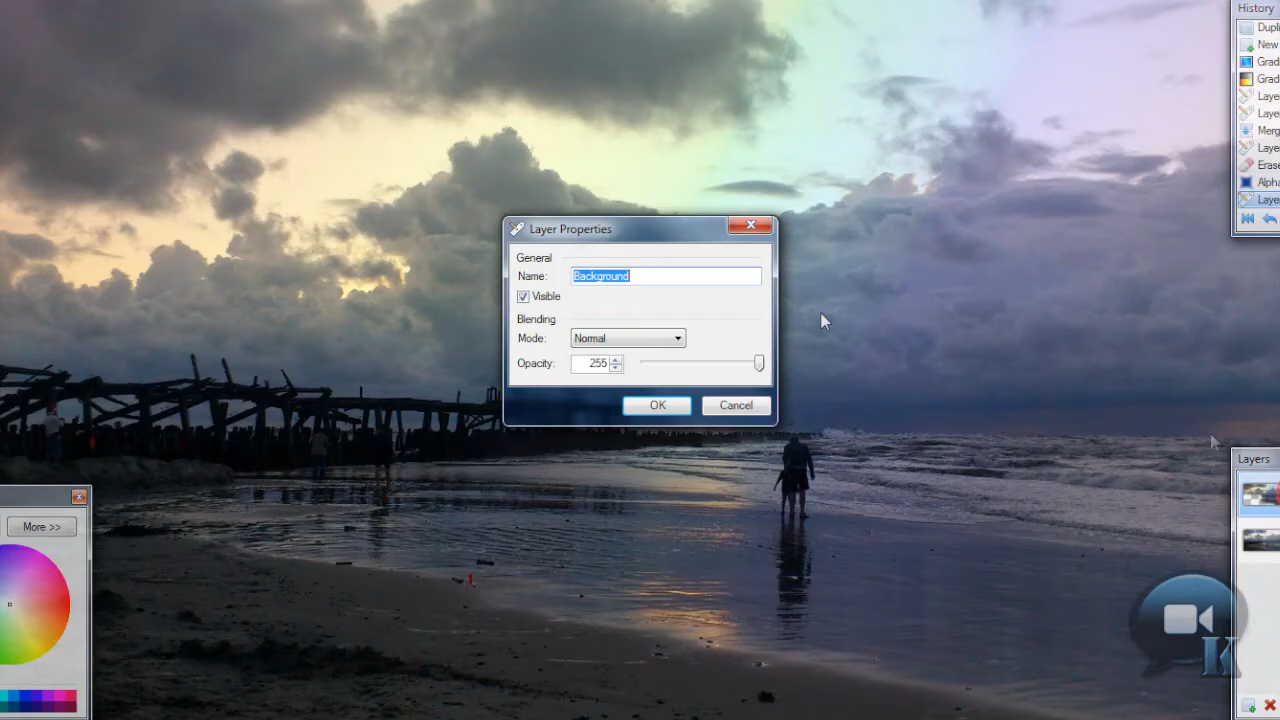 History
Dupli
New
Grad
Grad
Laye
Laye
Merg
Laye
Erase
Alpha
Laye
Layer Properties
General
Name: Background
Visible
Blending
Mode: Normal
Opacity: 255
OK Cancel
Layers
More >>
K